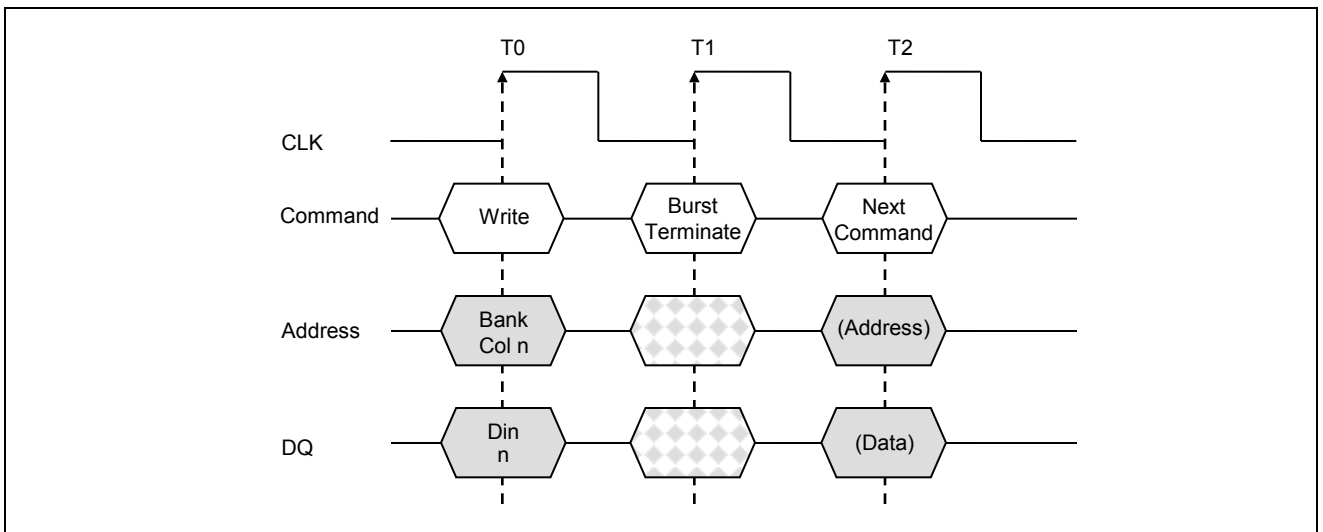 T0 T1 T2
CLK
Command Write Burst Terminate Next Command
Address Bank Col n (Address)
DQ Din n (Data)